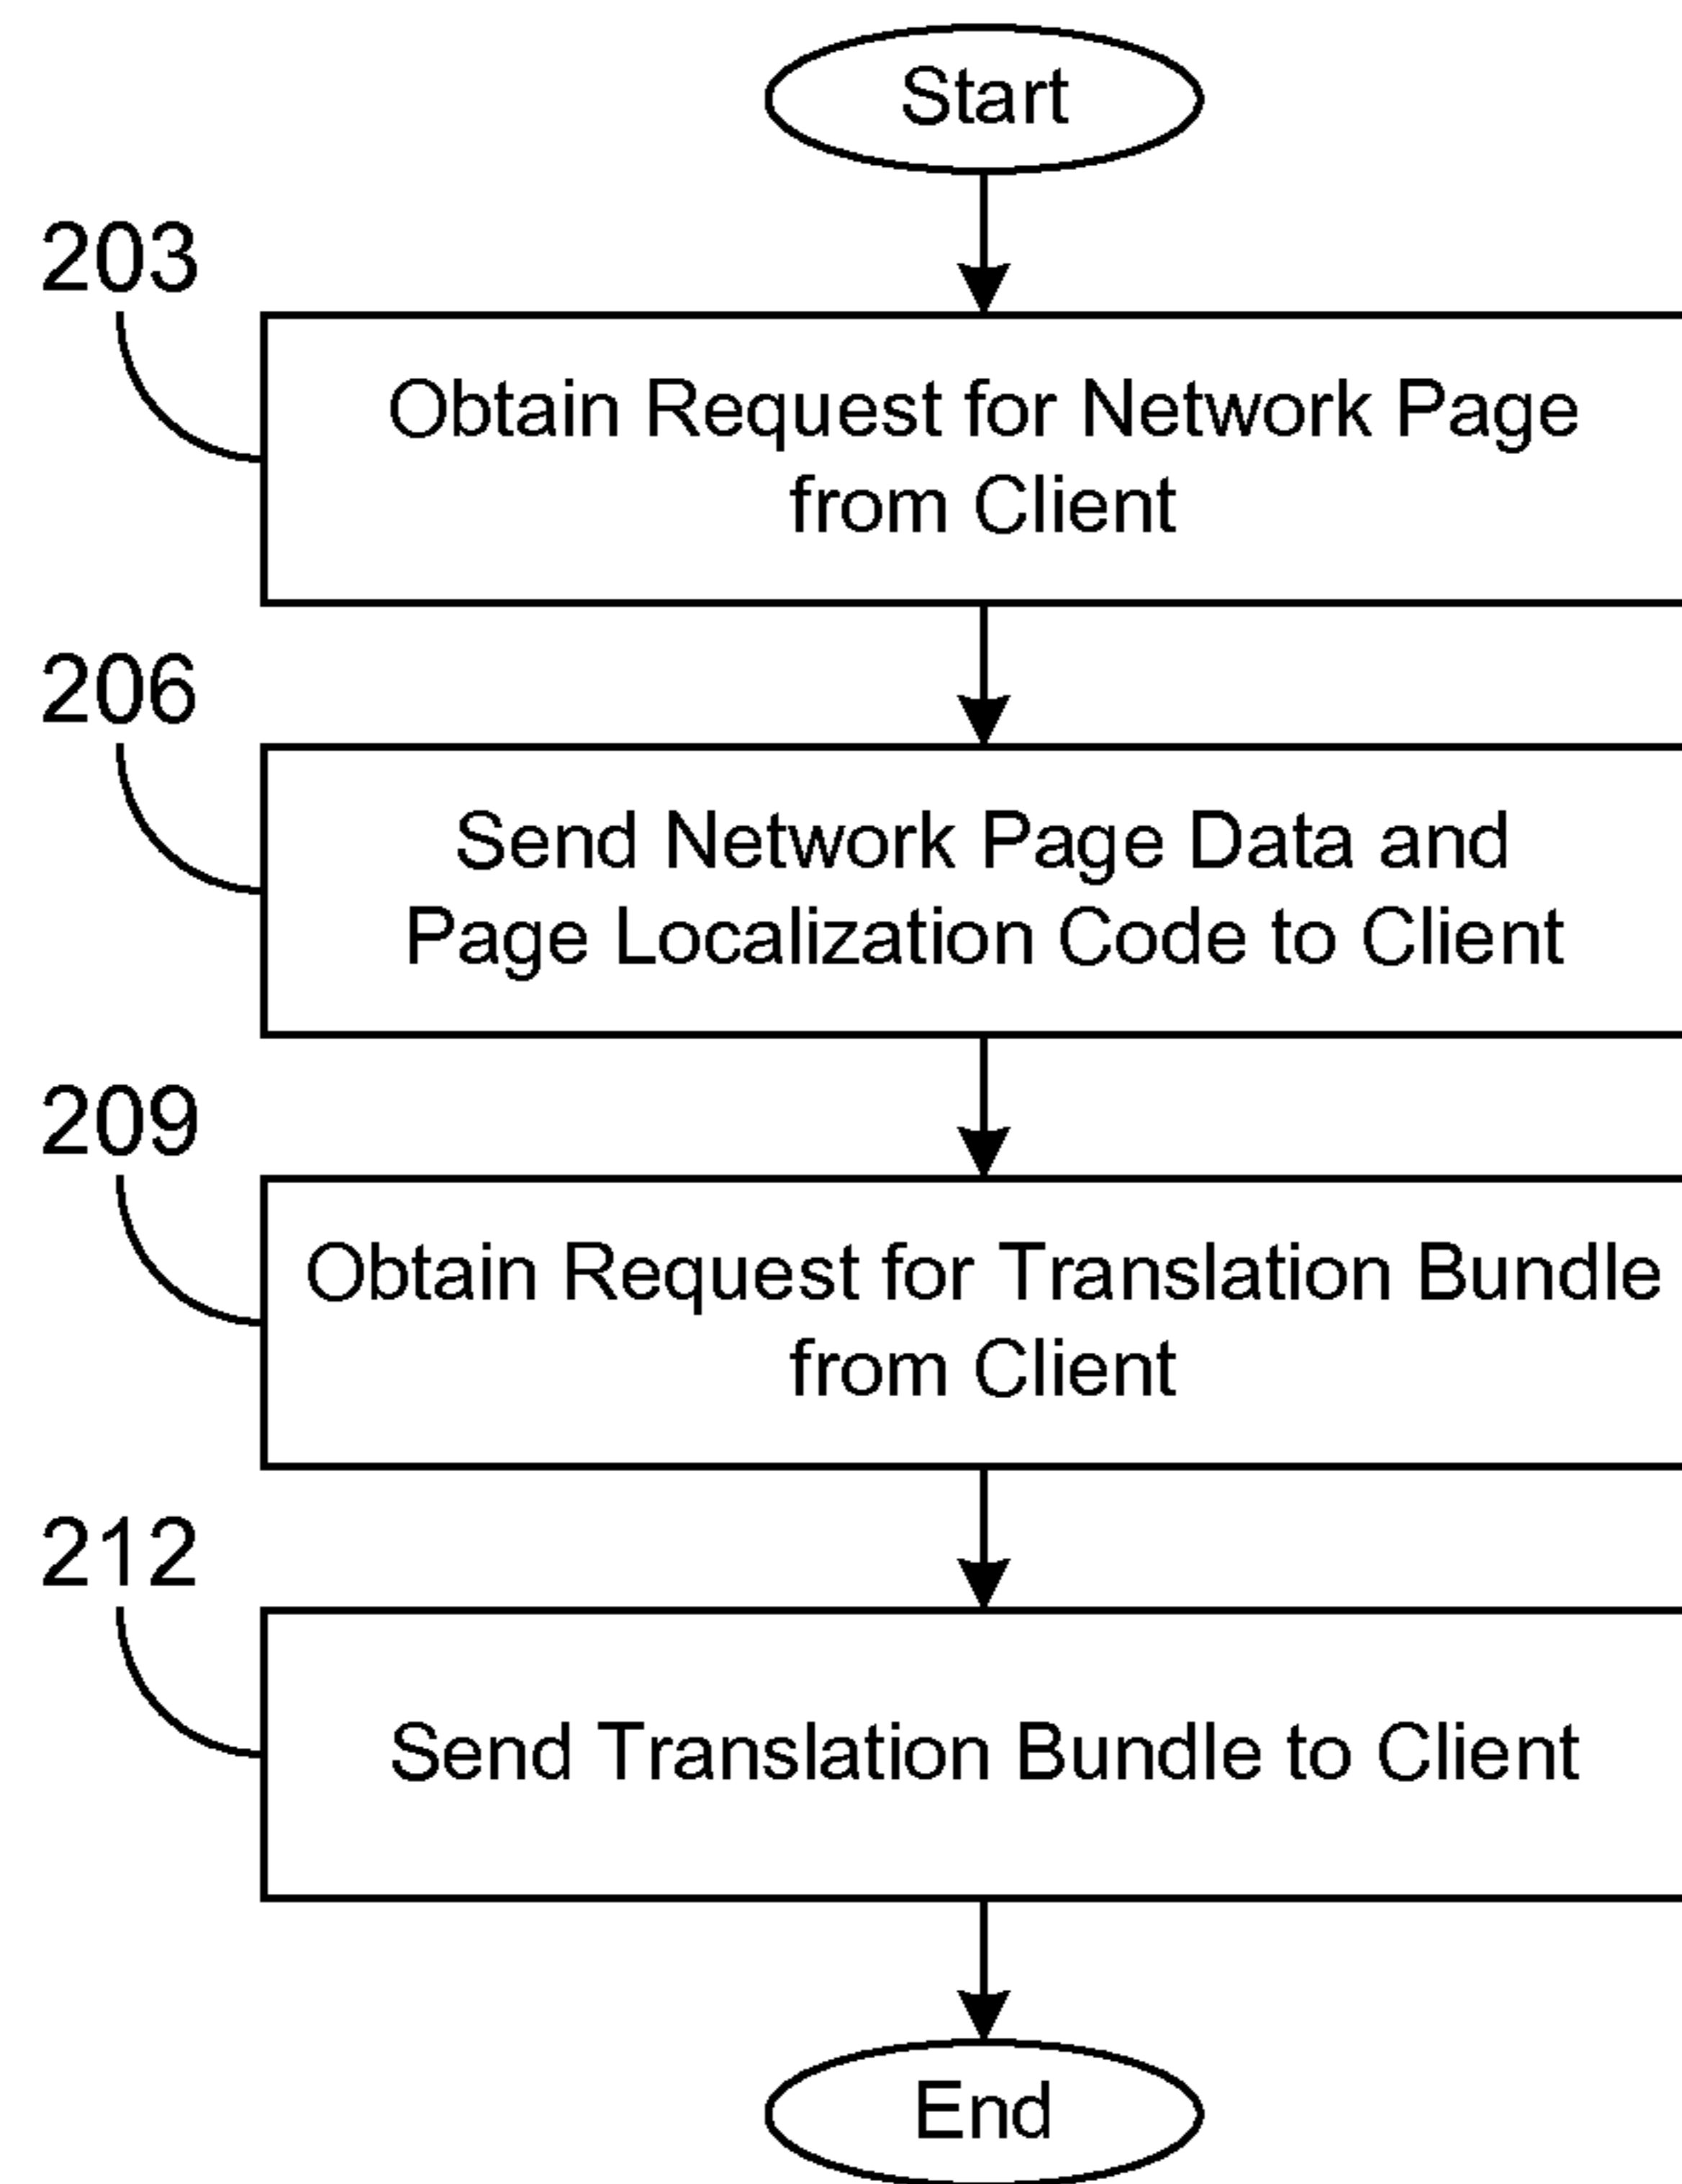 Start
203
Obtain Request for Network Page
from Client
206
Send Network Page Data and
Page Localization Code to Client
209
Obtain Request for Translation Bundle
from Client
212
Send Translation Bundle to Client
End